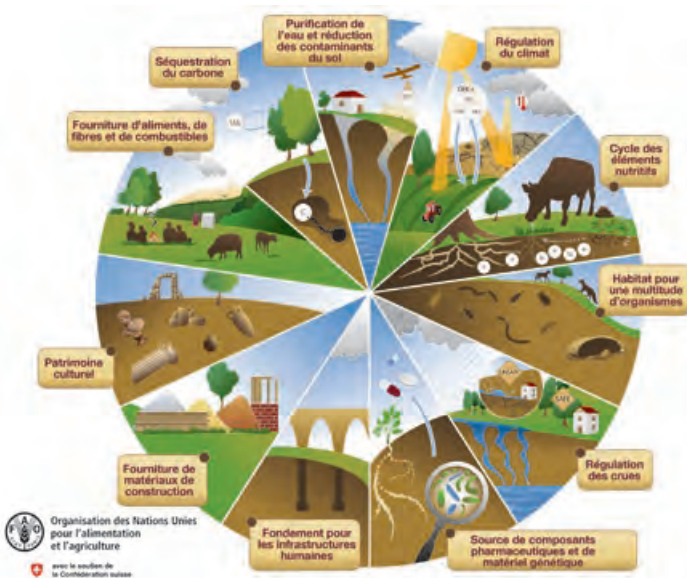 Purification de
l'eau et réduction
des contaminants
du sol
Régulation
du climat
Séquestration
du carbone
Fourniture d'aliments, de
fibres et de combustibles
Cycle des
éléments
nutritifs
Habitat pour
une multitude
d'organismes
Patrimoine
culturel
Fourniture de
matériaux de
construction
Fondement pour
les infrastructures
humaines
Source de composants
pharmaceutiques et de
matériel génétique
Régulation
des crues
SAFE
C
FAO
Organisation des Nations Unies
pour l'alimentation
et l'agriculture
avec le soutien de
la Confédération suisse